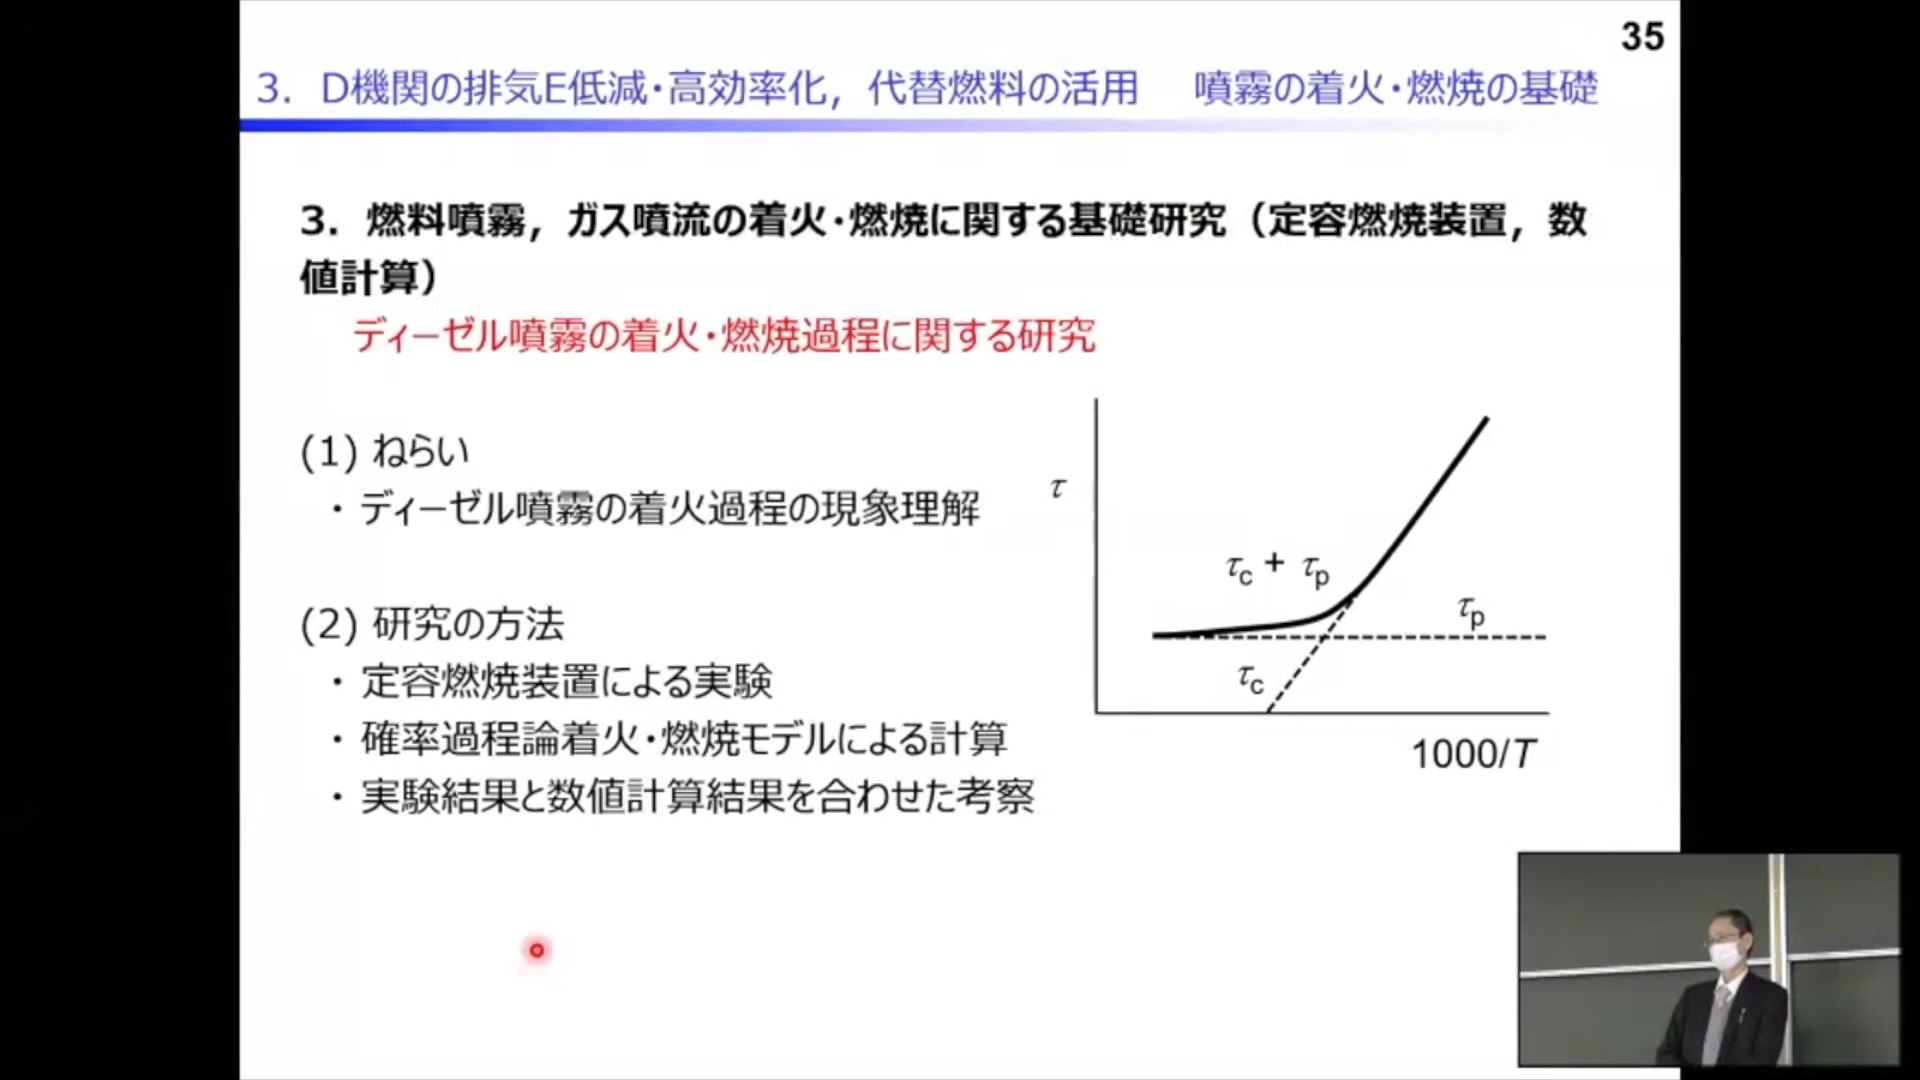 35
3．D機関の排気E低減・高効率化，代替燃料の活用　噴霧の着火・燃焼の基礎
3．燃料噴霧，ガス噴流の着火・燃焼に関する基礎研究（定容燃焼装置，数
値計算）
ディーゼル噴霧の着火・燃焼過程に関する研究
(1) ねらい
・ディーゼル噴霧の着火過程の現象理解
(2) 研究の方法
・定容燃焼装置による実験
・確率過程論着火・燃焼モデルによる計算
・実験結果と数値計算結果を合わせた考察
τ
τc + τp
τp
τc
1000/T